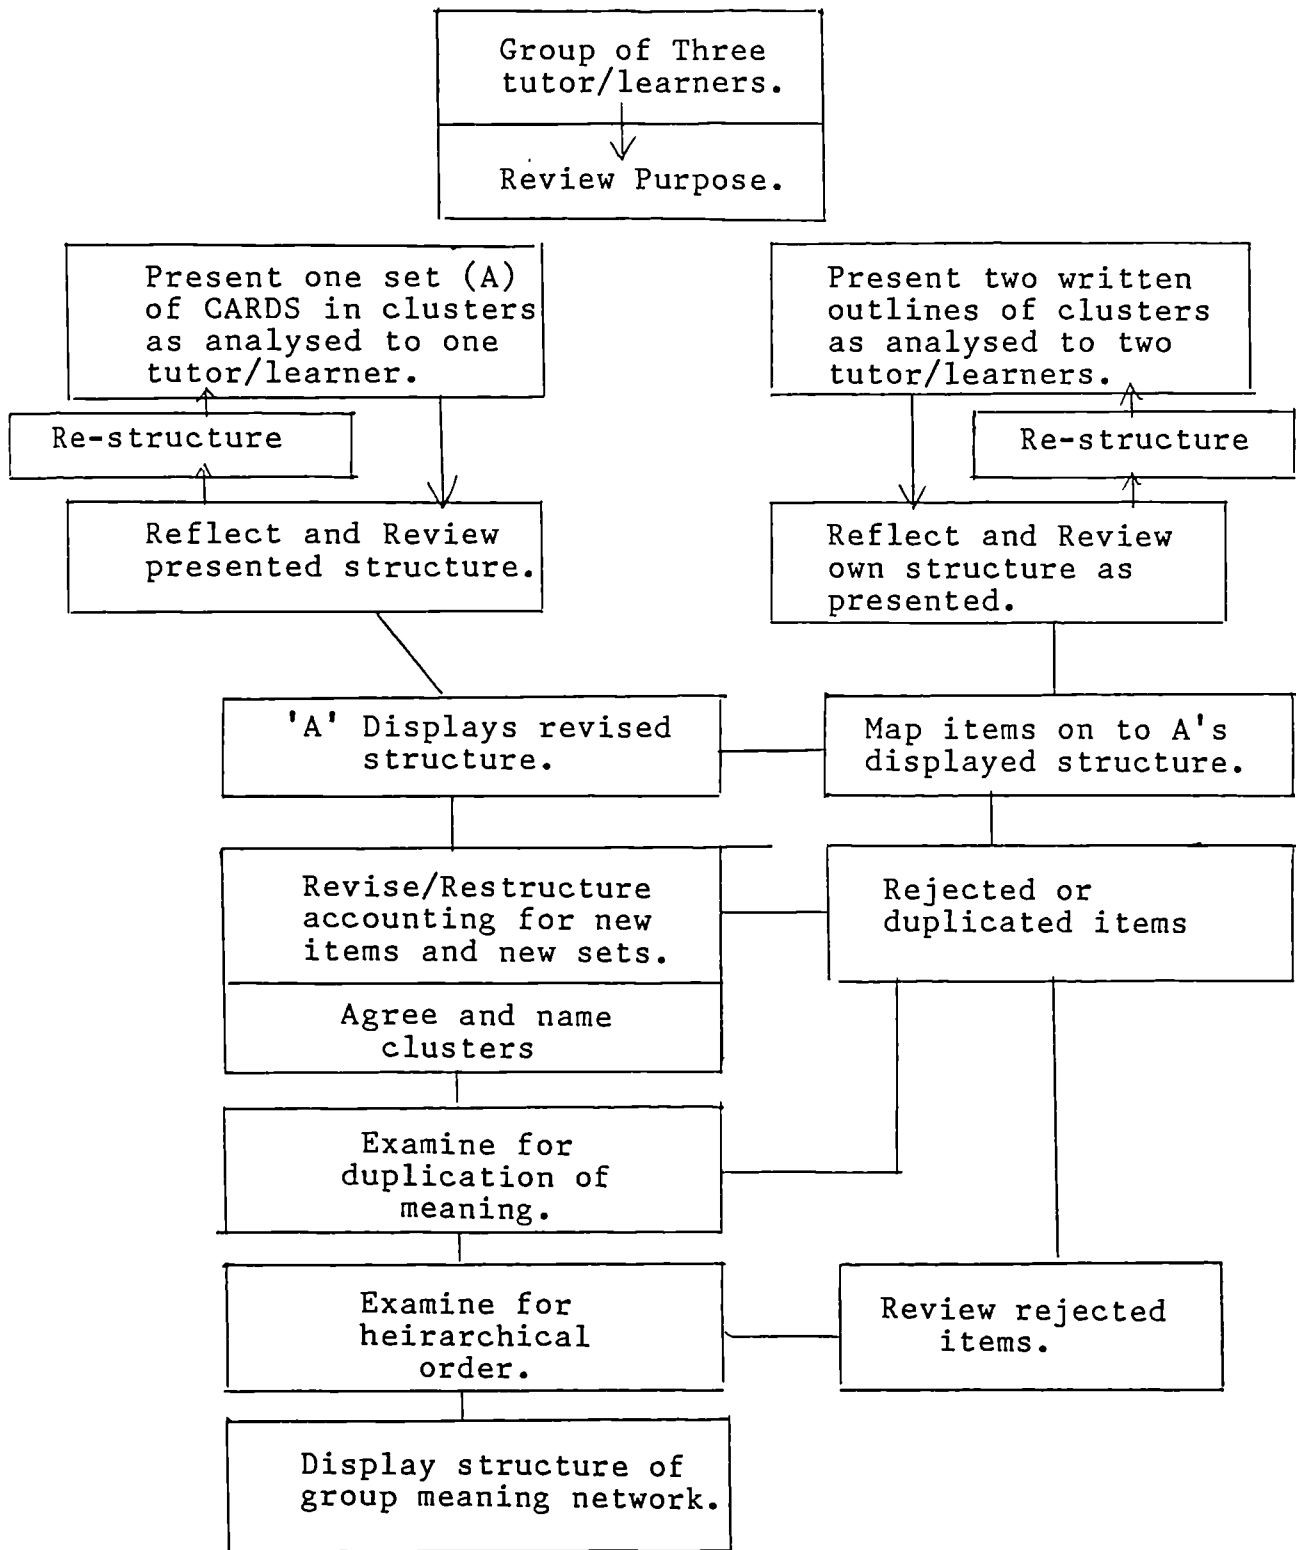 Group of Three
tutor/learners.
Review Purpose.
Present one set (A)
of CARDS in clusters
as analysed to one
tutor/learner.
Present two written
outlines of clusters
as analysed to two
tutor/learners.
Re-structure
Re-structure
Reflect and Review
presented structure.
Reflect and Review
own structure as
presented.
'A' Displays revised
structure.
Map items on to A's
displayed structure.
Revise/Restructure
accounting for new
items and new sets.
Rejected or
duplicated items
Agree and name
clusters
Examine for
duplication of
meaning.
Examine for
heirarchical
order.
Review rejected
items.
Display structure of
group meaning network.